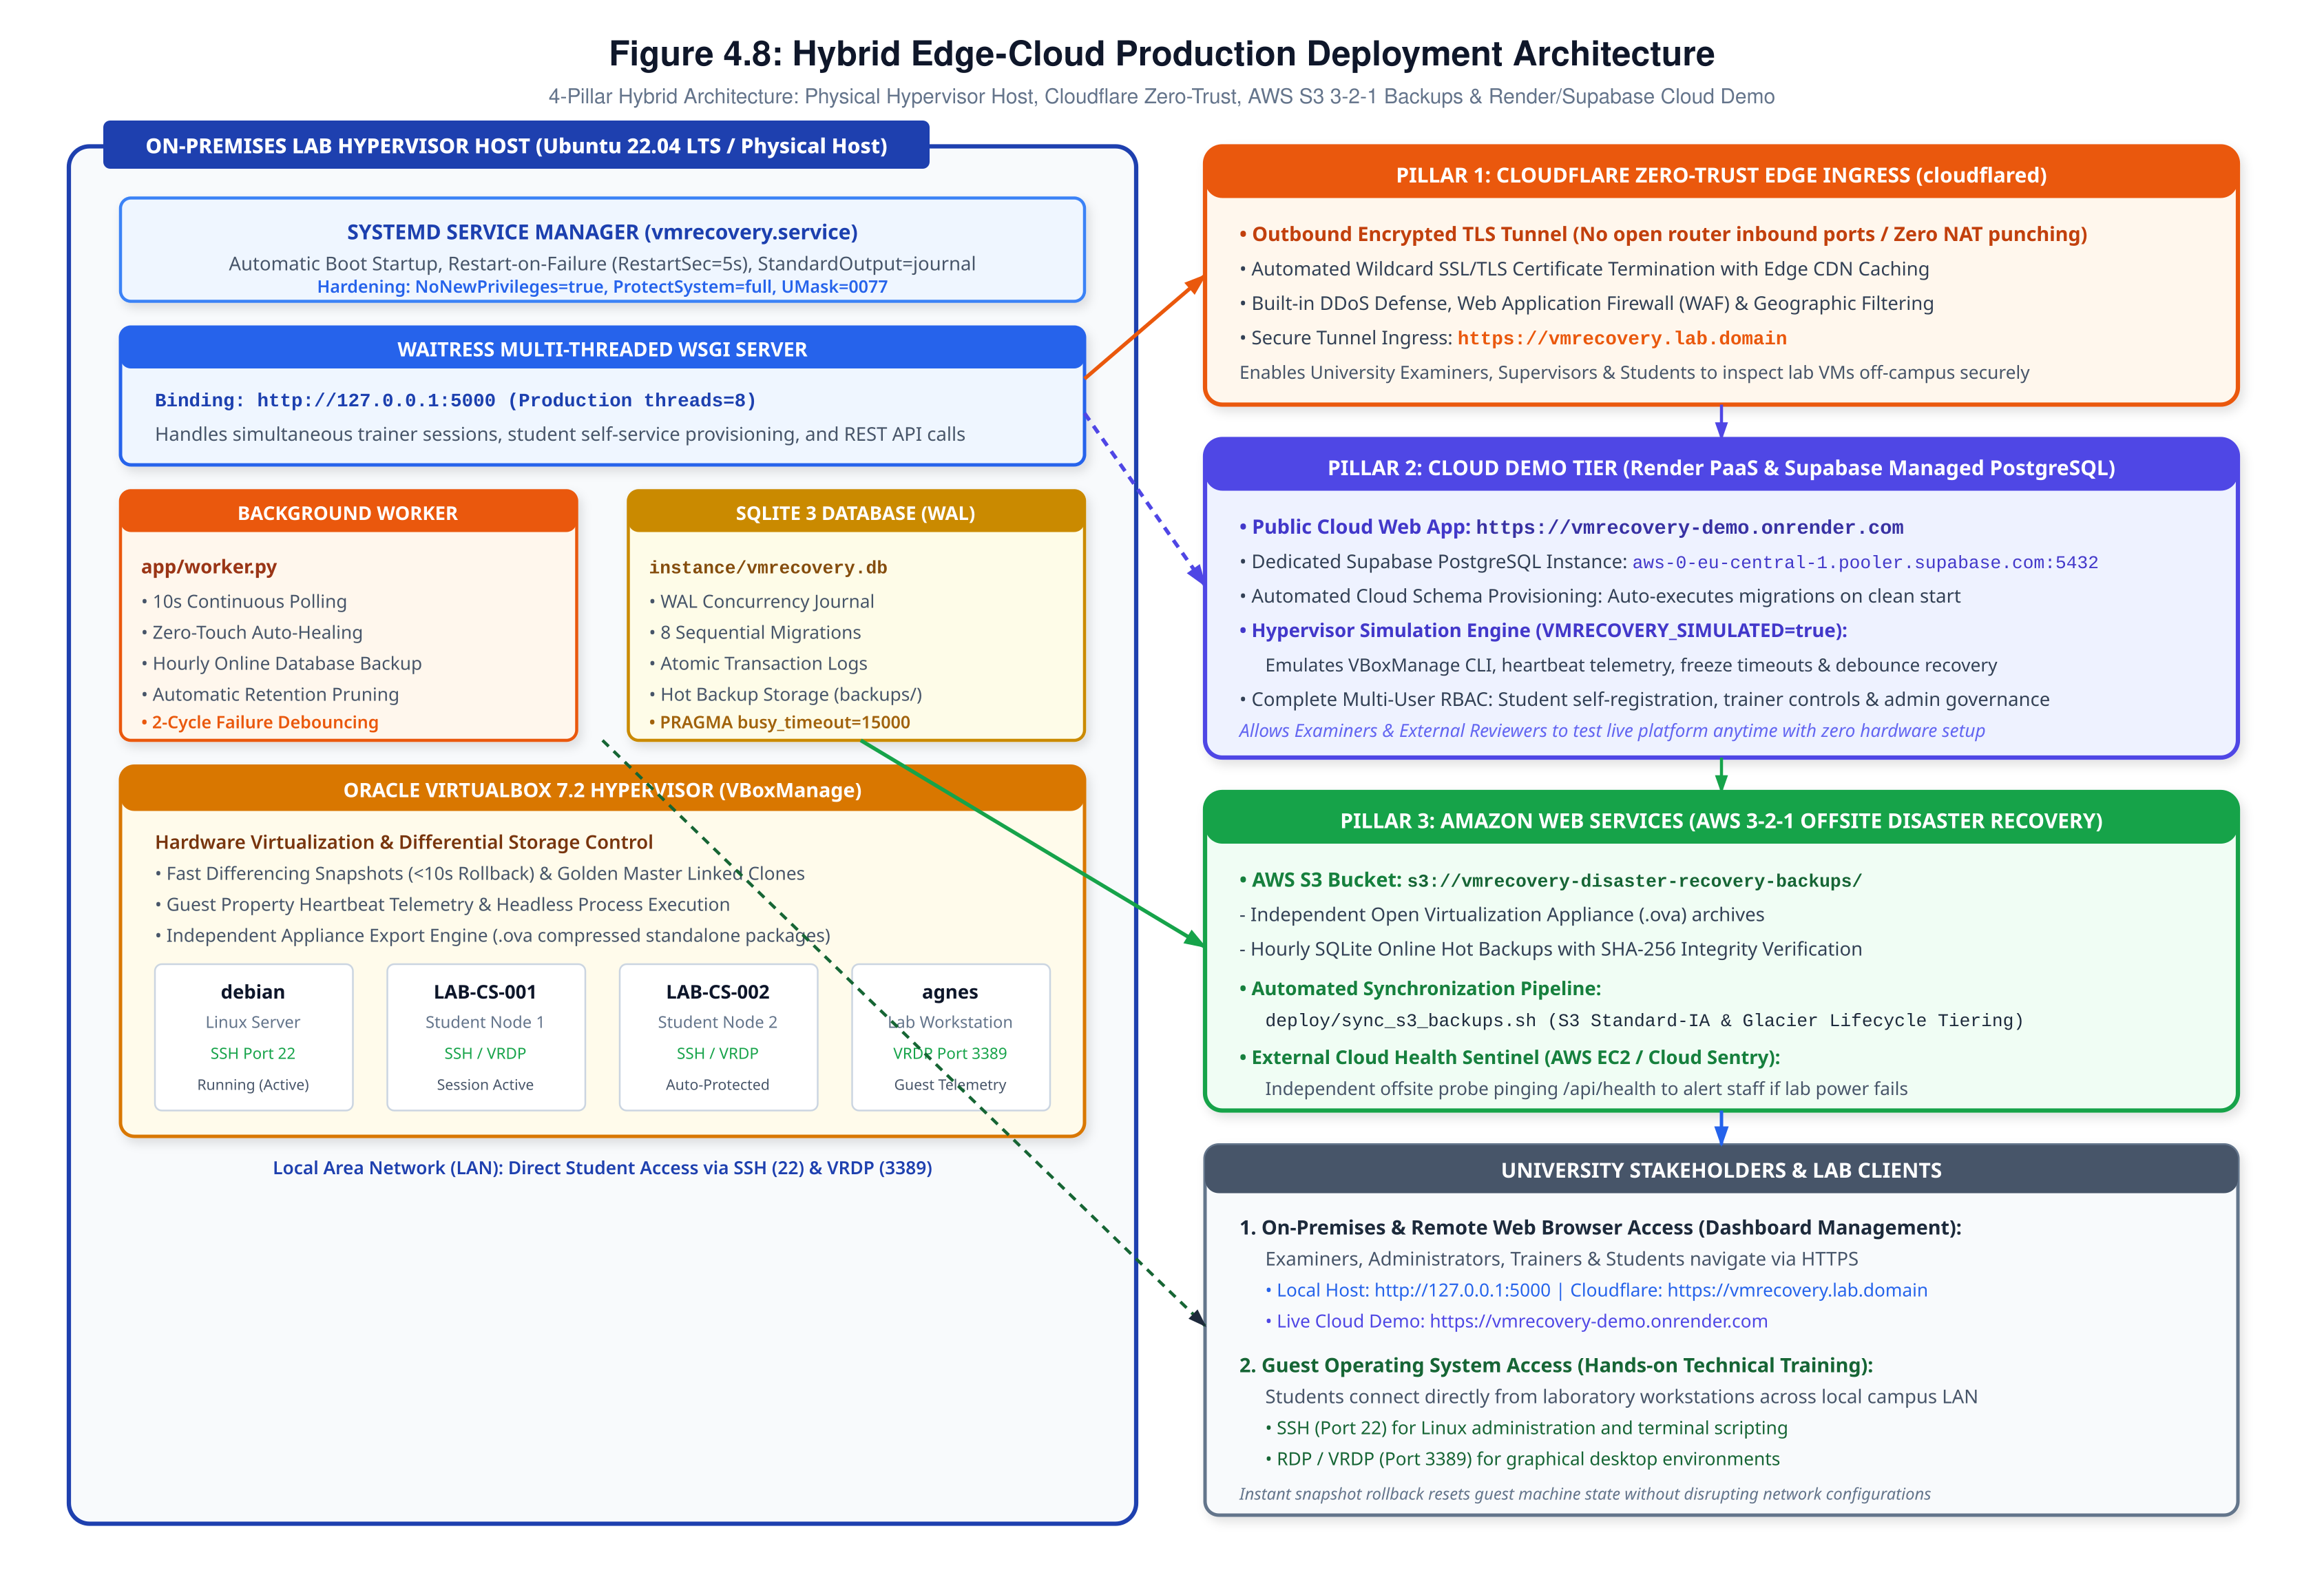 Figure 4.8: Hybrid Edge-Cloud Production Deployment Architecture
4-Pillar Hybrid Architecture: Physical Hypervisor Host, Cloudflare Zero-Trust, AWS S3 3-2-1 Backups & Render/Supabase Cloud Demo
ON-PREMISES LAB HYPERVISOR HOST (Ubuntu 22.04 LTS / Physical Host)
SYSTEMD SERVICE MANAGER (vmrecovery.service)
Automatic Boot Startup, Restart-on-Failure (RestartSec=5s), StandardOutput=journal
Hardening: NoNewPrivileges=true, ProtectSystem=full, UMask=0077
WAITRESS MULTI-THREADED WSGI SERVER
Binding: http://127.0.0.1:5000 (Production threads=8)
Handles simultaneous trainer sessions, student self-service provisioning, and REST API calls
BACKGROUND WORKER
app/worker.py
• 10s Continuous Polling
• Zero-Touch Auto-Healing
• Hourly Online Database Backup
• Automatic Retention Pruning
• 2-Cycle Failure Debouncing
SQLITE 3 DATABASE (WAL)
instance/vmrecovery.db
• WAL Concurrency Journal
• 8 Sequential Migrations
• Atomic Transaction Logs
• Hot Backup Storage (backups/)
• PRAGMA busy_timeout=15000
ORACLE VIRTUALBOX 7.2 HYPERVISOR (VBoxManage)
Hardware Virtualization & Differential Storage Control
• Fast Differencing Snapshots (<10s Rollback) & Golden Master Linked Clones
• Guest Property Heartbeat Telemetry & Headless Process Execution
• Independent Appliance Export Engine (.ova compressed standalone packages)
debian
Linux Server
SSH Port 22
Running (Active)
LAB-CS-001
Student Node 1
SSH / VRDP
Session Active
LAB-CS-002
Student Node 2
SSH / VRDP
Auto-Protected
agnes
Lab Workstation
VRDP Port 3389
Guest Telemetry
Local Area Network (LAN): Direct Student Access via SSH (22) & VRDP (3389)
PILLAR 1: CLOUDFLARE ZERO-TRUST EDGE INGRESS (cloudflared)
• Outbound Encrypted TLS Tunnel (No open router inbound ports / Zero NAT punching)
• Automated Wildcard SSL/TLS Certificate Termination with Edge CDN Caching
• Built-in DDoS Defense, Web Application Firewall (WAF) & Geographic Filtering
• Secure Tunnel Ingress: https://vmrecovery.lab.domain
Enables University Examiners, Supervisors & Students to inspect lab VMs off-campus securely
PILLAR 2: CLOUD DEMO TIER (Render PaaS & Supabase Managed PostgreSQL)
• Public Cloud Web App: https://vmrecovery-demo.onrender.com
• Dedicated Supabase PostgreSQL Instance: aws-0-eu-central-1.pooler.supabase.com:5432
• Automated Cloud Schema Provisioning: Auto-executes migrations on clean start
• Hypervisor Simulation Engine (VMRECOVERY_SIMULATED=true):
Emulates VBoxManage CLI, heartbeat telemetry, freeze timeouts & debounce recovery
• Complete Multi-User RBAC: Student self-registration, trainer controls & admin governance
Allows Examiners & External Reviewers to test live platform anytime with zero hardware setup
PILLAR 3: AMAZON WEB SERVICES (AWS 3-2-1 OFFSITE DISASTER RECOVERY)
• AWS S3 Bucket: s3://vmrecovery-disaster-recovery-backups/
- Independent Open Virtualization Appliance (.ova) archives
- Hourly SQLite Online Hot Backups with SHA-256 Integrity Verification
• Automated Synchronization Pipeline:
deploy/sync_s3_backups.sh (S3 Standard-IA & Glacier Lifecycle Tiering)
• External Cloud Health Sentinel (AWS EC2 / Cloud Sentry):
Independent offsite probe pinging /api/health to alert staff if lab power fails
UNIVERSITY STAKEHOLDERS & LAB CLIENTS
1. On-Premises & Remote Web Browser Access (Dashboard Management):
Examiners, Administrators, Trainers & Students navigate via HTTPS
• Local Host: http://127.0.0.1:5000 | Cloudflare: https://vmrecovery.lab.domain
• Live Cloud Demo: https://vmrecovery-demo.onrender.com
2. Guest Operating System Access (Hands-on Technical Training):
Students connect directly from laboratory workstations across local campus LAN
• SSH (Port 22) for Linux administration and terminal scripting
• RDP / VRDP (Port 3389) for graphical desktop environments
Instant snapshot rollback resets guest machine state without disrupting network configurations